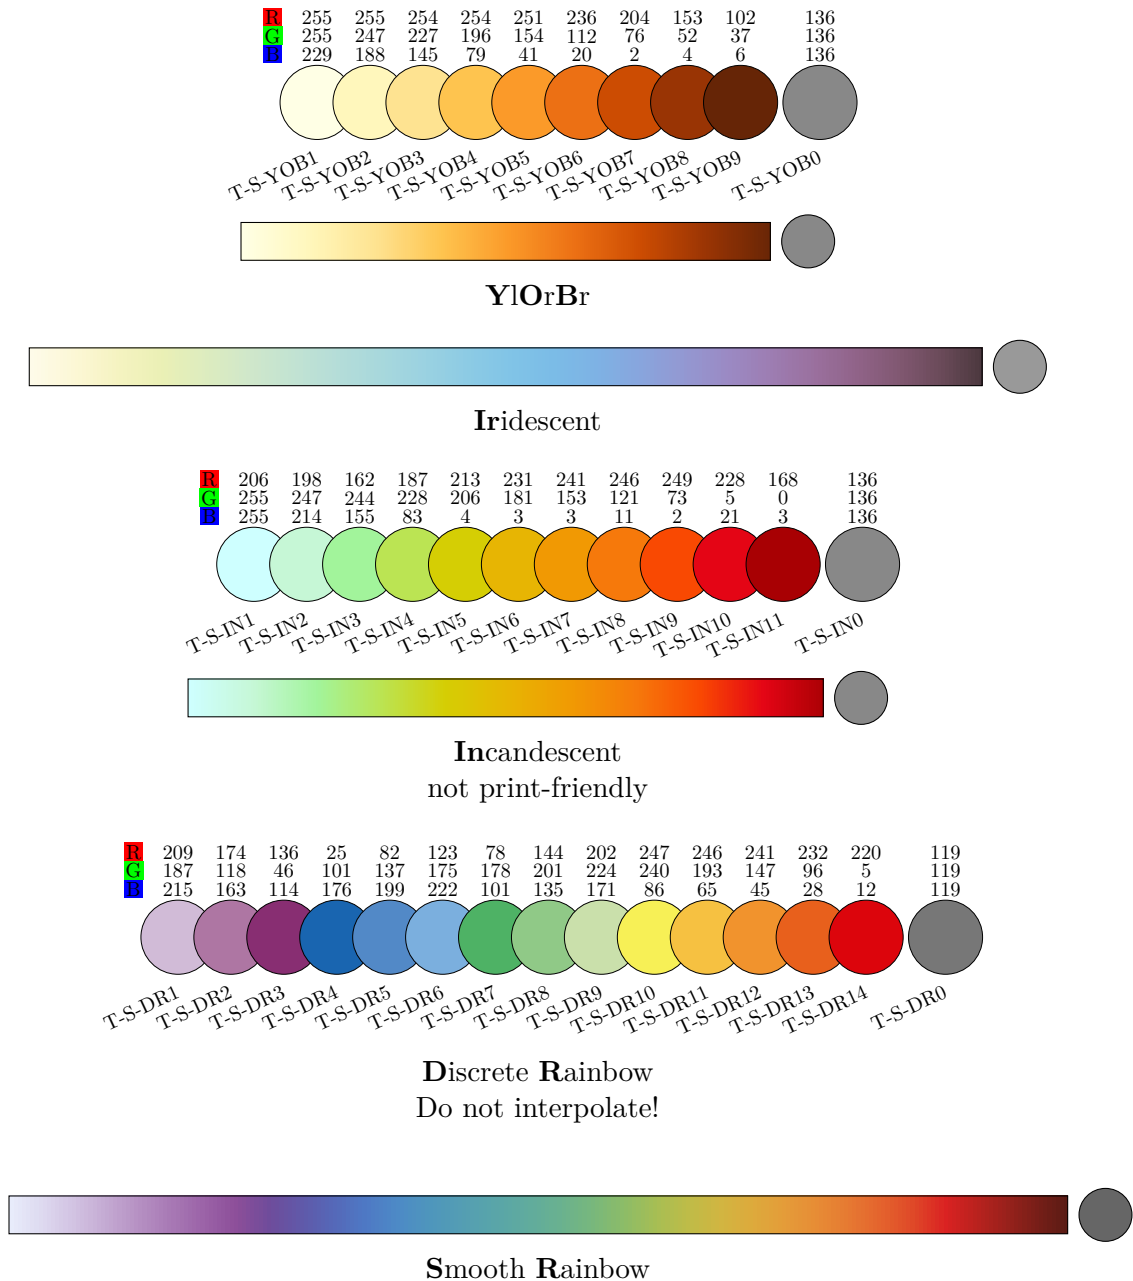 R 255 255 254 254 251 236 204 153 102 136
G 255 247 227 196 154 112 76 52 37 136
B 229 188 145 79 41 20 2 4 6 136
T-S-YOB1 T-S-YOB2 T-S-YOB3 T-S-YOB4 T-S-YOB5 T-S-YOB6 T-S-YOB7 T-S-YOB8 T-S-YOB9 T-S-YOB0
YlOrBr
Iridescent
R 206 198 162 187 213 231 241 246 249 228 168 136
G 255 247 244 228 206 181 153 121 73 5 0 136
B 255 214 155 83 4 3 3 11 2 21 3 136
T-S-IN1 T-S-IN2 T-S-IN3 T-S-IN4 T-S-IN5 T-S-IN6 T-S-IN7 T-S-IN8 T-S-IN9 T-S-IN10 T-S-IN11 T-S-IN0
Incandescent
not print-friendly
R 209 174 136 25 82 123 78 144 202 247 246 241 232 220 119
G 187 118 46 101 137 175 178 201 224 240 193 147 96 5 119
B 215 163 114 176 199 222 101 135 171 86 65 45 28 12 119
T-S-DR1 T-S-DR2 T-S-DR3 T-S-DR4 T-S-DR5 T-S-DR6 T-S-DR7 T-S-DR8 T-S-DR9 T-S-DR10 T-S-DR11 T-S-DR12 T-S-DR13 T-S-DR14 T-S-DR0
Discrete Rainbow
Do not interpolate!
Smooth Rainbow